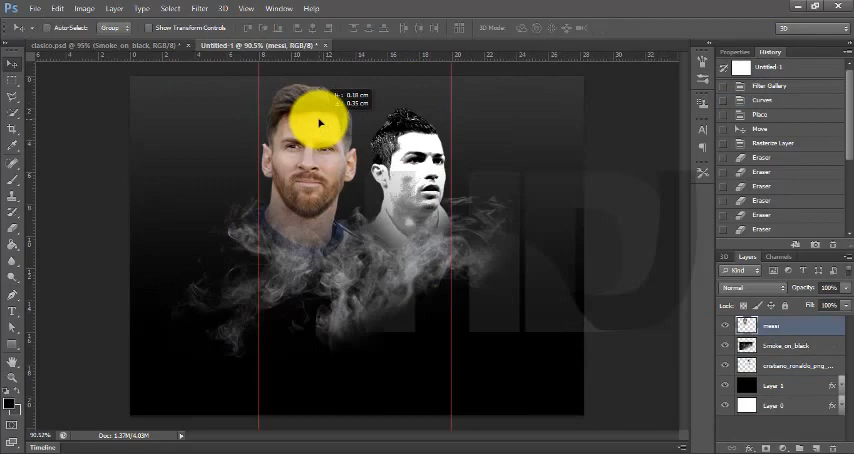 Ps File Edit Image Layer Type Select Filter 3D View Window Help
Auto-Select: Group Show Transform Controls 3D Mode: 3D
clasico.psd @ 95% (Smoke_on_black, RGB/8) * × Untitled-1 @ 90.5% (messi, RGB/8) * ×
Properties History
Untitled-1
Filter Gallery
Curves
Place
Move
Rasterize Layer
Eraser
Eraser
Eraser
Eraser
Eraser
Eraser
0.18 cm
0.35 cm
3D Layers Channels
Kind
Normal Opacity: 100%
Lock: Fill: 100%
messi
Smoke_on_black
cristiano_ronaldo_png_...
Layer 1 fx
Layer 0 fx
90.52% Doc: 1.37M/4.03M
Timeline